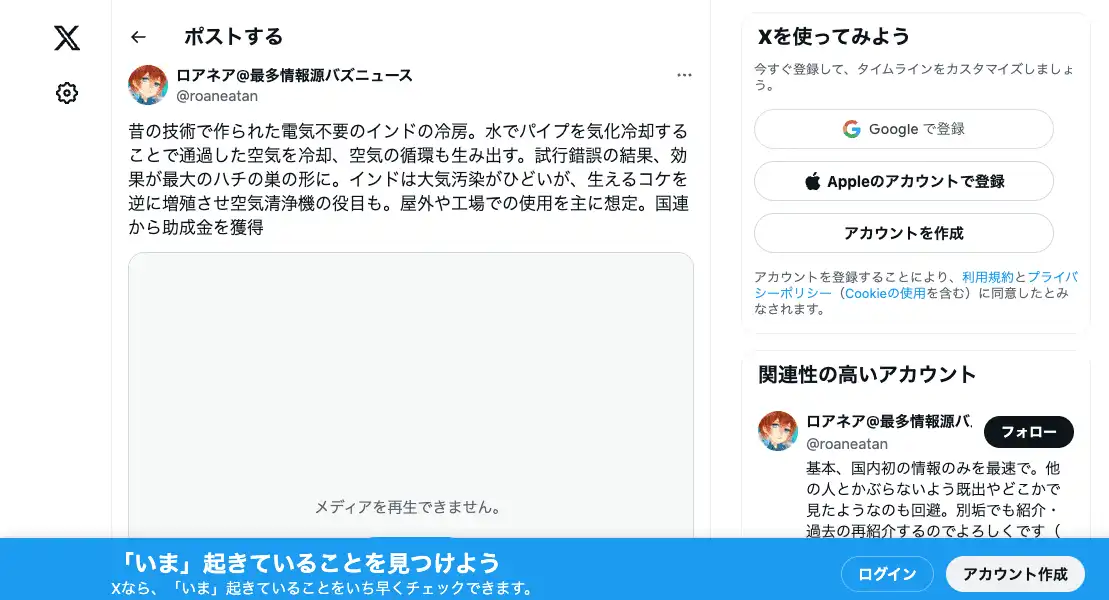 ポストする
ロアネア@最多情報源バズニュース
@roaneatan
昔の技術で作られた電気不要のインドの冷房。水でパイプを気化冷却する
ことで通過した空気を冷却、空気の循環も生み出す。試行錯誤の結果、効
果が最大のハチの巣の形に。インドは大気汚染がひどいが、生えるコケを
逆に増殖させ空気清浄機の役目も。屋外や工場での使用を主に想定。国連
から助成金を獲得
メディアを再生できません。
Xを使ってみよう
今すぐ登録して、タイムラインをカスタマイズしましょ
う。
Google で登録
Appleのアカウントで登録
アカウントを作成
アカウントを登録することにより、利用規約とプライバ
シーポリシー（Cookieの使用を含む）に同意したとみ
なされます。
関連性の高いアカウント
ロアネア@最多情報源バ
@roaneatan
フォロー
基本、国内初の情報のみを最速で。他
の人とかぶらないよう既出やどこかで
見たようなのも回避。別垢でも紹介・
過去の再紹介するのでよろしくです（
「いま」起きていることを見つけよう
Xなら、「いま」起きていることをいち早くチェックできます。
ログイン
アカウント作成